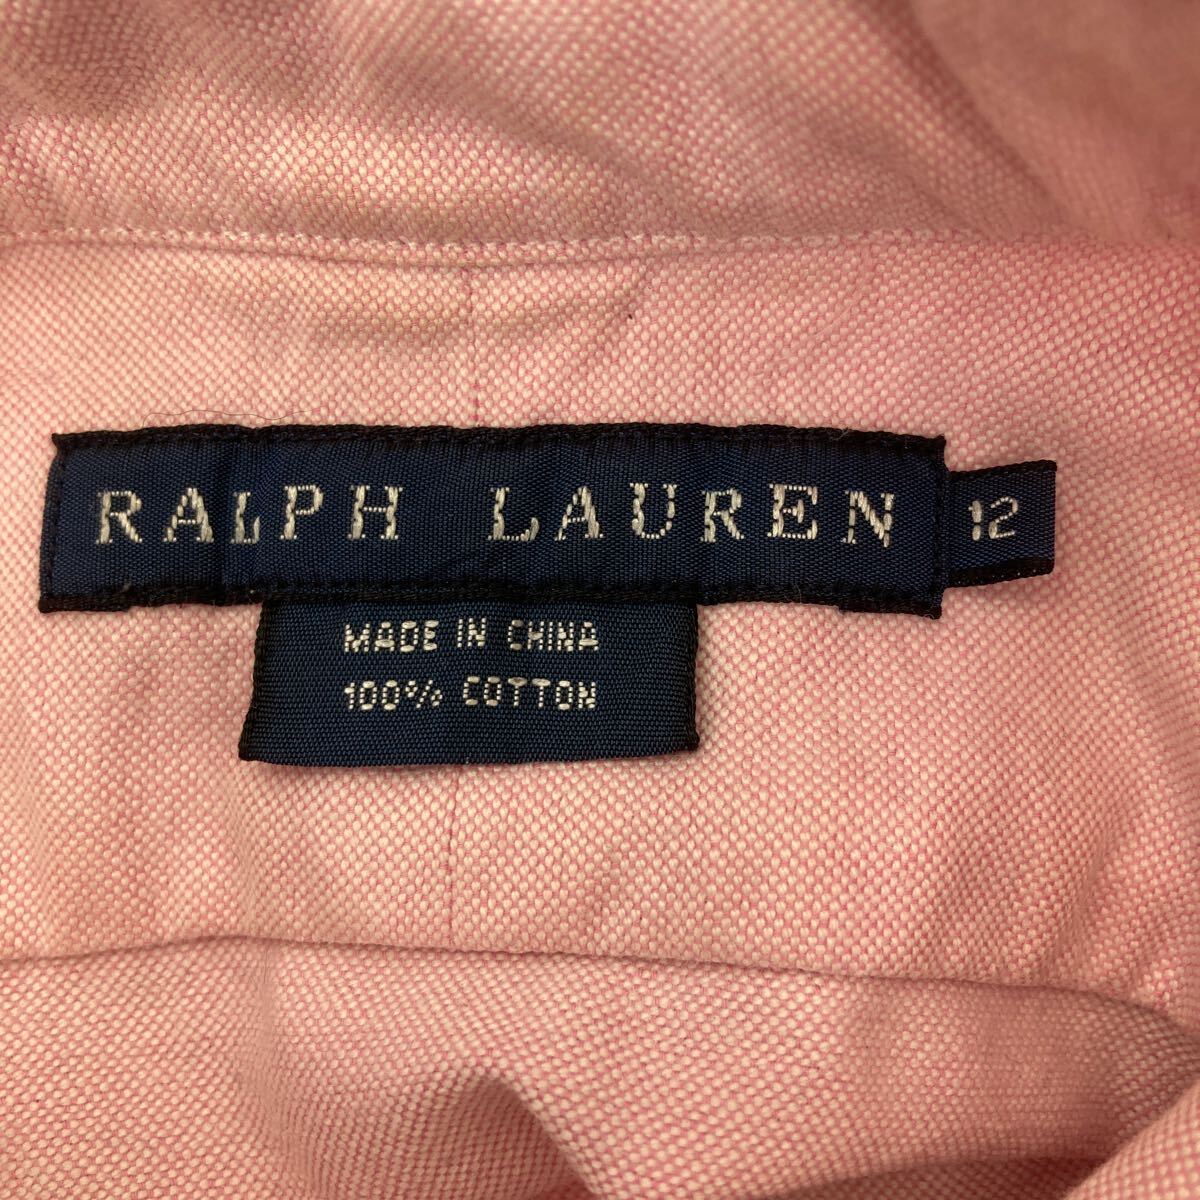 RALPH LAUREN 12
MADE IN CHINA
100% COTTON